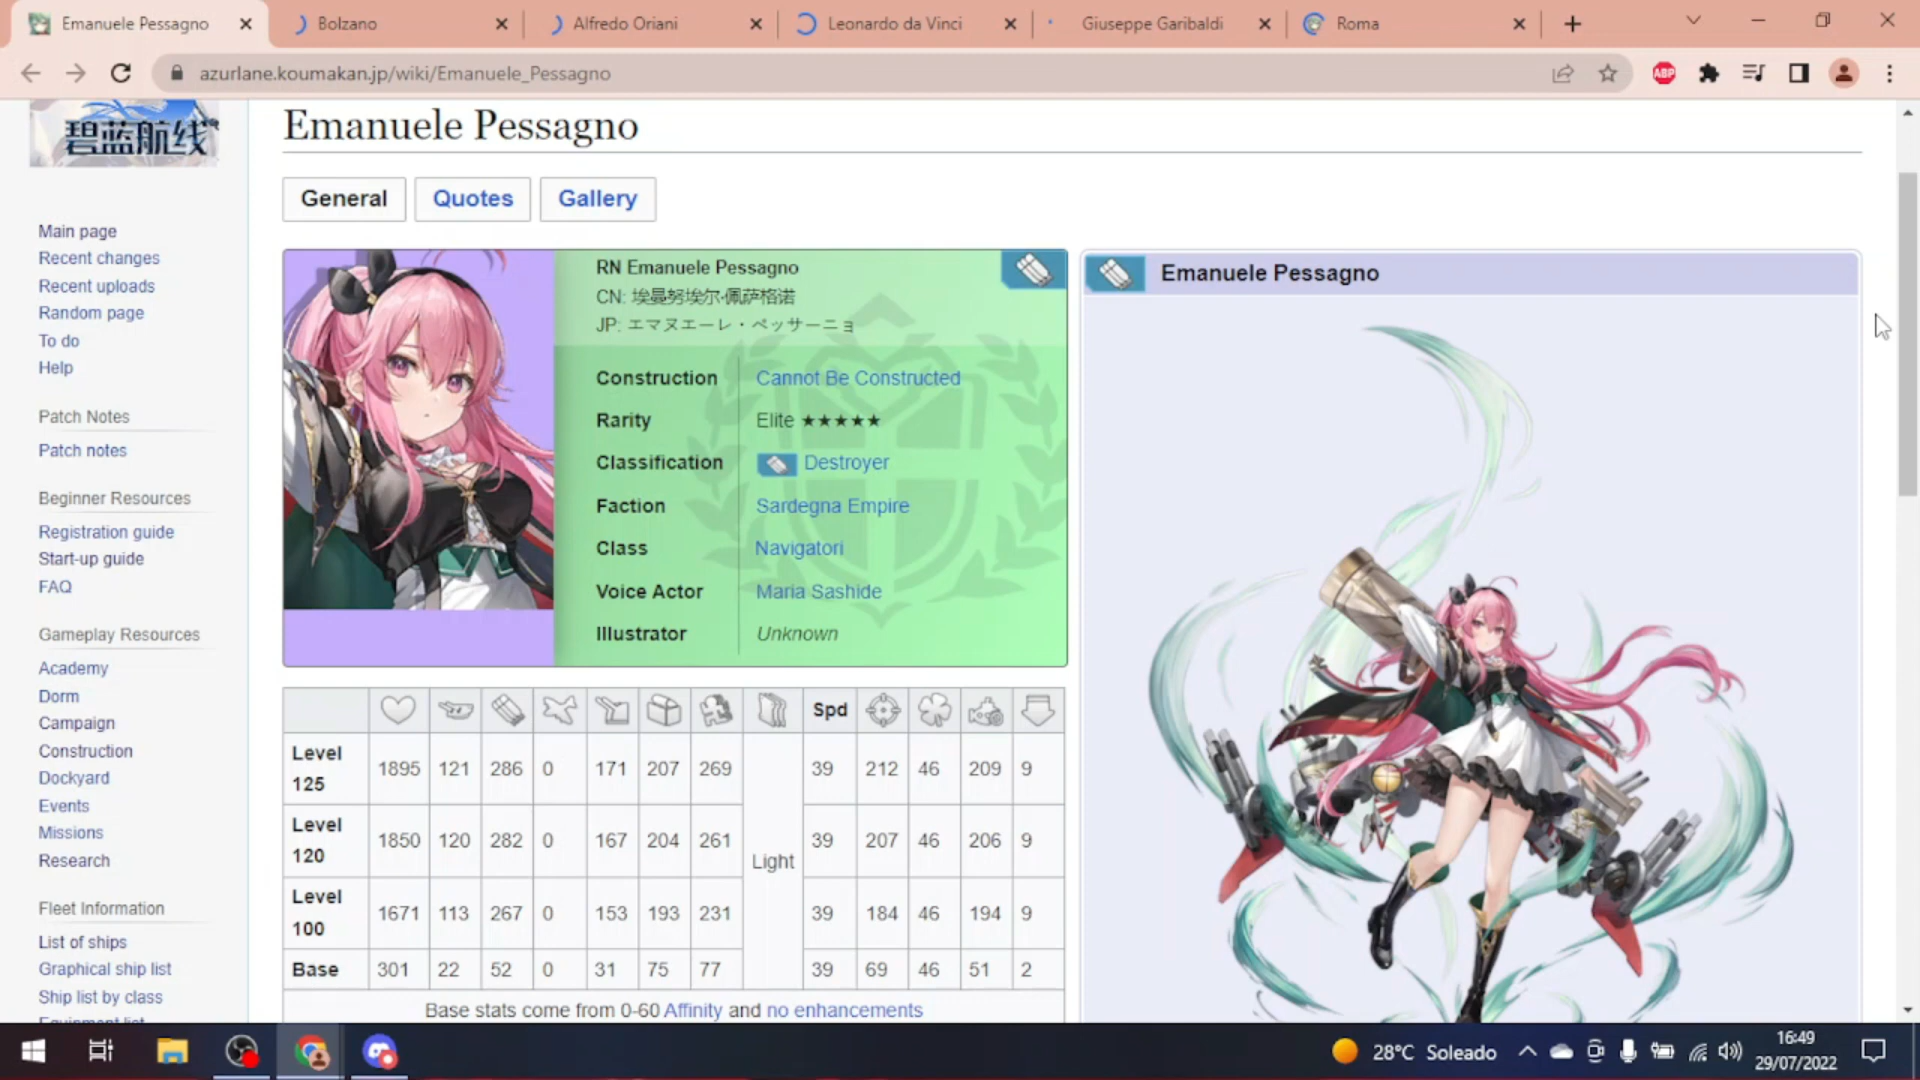 Emanuele Pessagno
Bolzano
Alfredo Oriani
Leonardo da Vinci
Giuseppe Garibaldi
Roma
azurlane.koumakan.jp/wiki/Emanuele_Pessagno
ABP
碧蓝航线
Main page
Recent changes
Recent uploads
Random page
To do
Help
Patch Notes
Patch notes
Beginner Resources
Registration guide
Start-up guide
FAQ
Gameplay Resources
Academy
Dorm
Campaign
Construction
Dockyard
Events
Missions
Research
Fleet Information
List of ships
Graphical ship list
Ship list by class
Equipment list
Emanuele Pessagno
General Quotes Gallery
RN Emanuele Pessagno
CN: 埃曼努埃尔·佩萨格诺
JP: エマヌエーレ・ペッサーニョ
Construction Cannot Be Constructed
Rarity Elite ★★★★★
Classification Destroyer
Faction Sardegna Empire
Class Navigatori
Voice Actor Maria Sashide
Illustrator Unknown
Emanuele Pessagno
Spd
Level 125 1895 121 286 0 171 207 269 39 212 46 209 9
Level 120 1850 120 282 0 167 204 261 Light 39 207 46 206 9
Level 100 1671 113 267 0 153 193 231 39 184 46 194 9
Base 301 22 52 0 31 75 77 39 69 46 51 2
Base stats come from 0-60 Affinity and no enhancements
28°C Soleado
16:49
29/07/2022